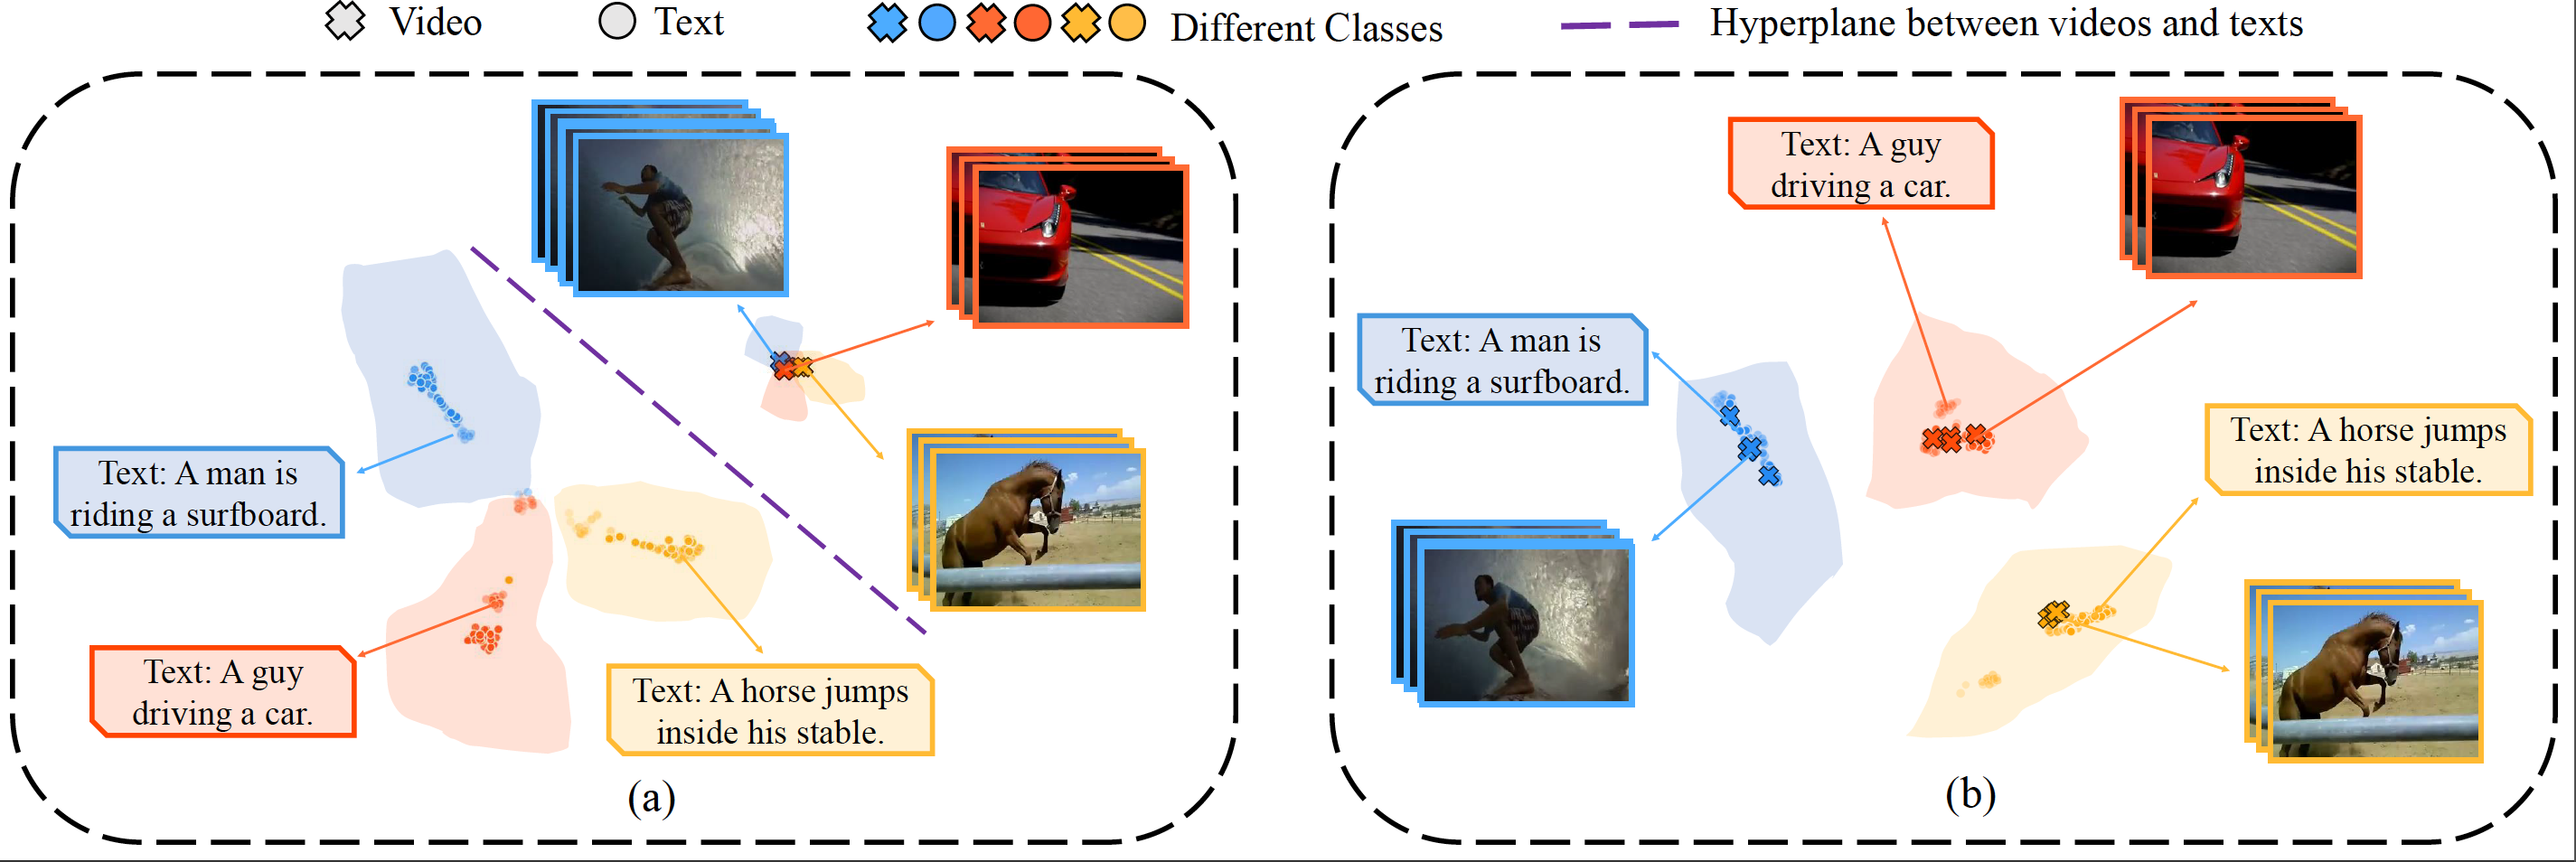 Video
Text
Different Classes
Hyperplane between videos and texts
Text: A man is
riding a surfboard.
Text: A guy
driving a car.
Text: A horse jumps
inside his stable.
(a)
Text: A guy
driving a car.
Text: A man is
riding a surfboard.
Text: A horse jumps
inside his stable.
(b)